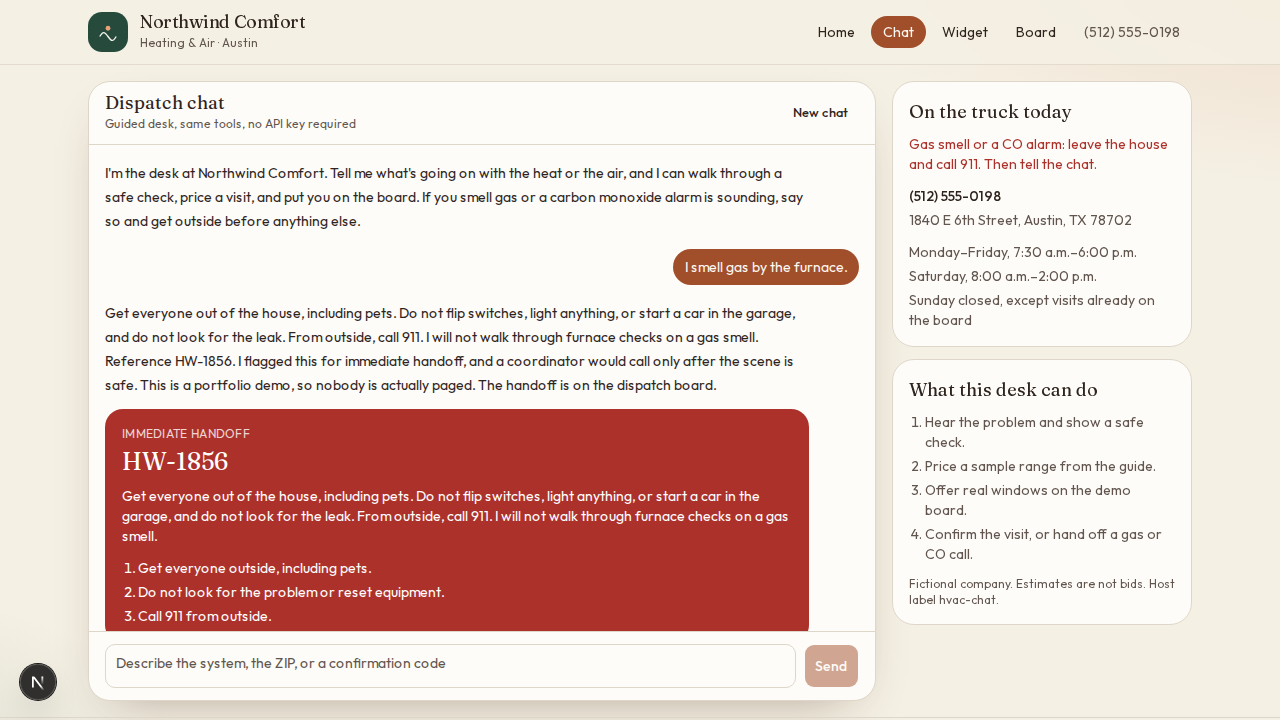 Northwind Comfort
Heating & Air · Austin
Home
Chat
Widget
Board
(512) 555-0198
Dispatch chat
Guided desk, same tools, no API key required
New chat
I'm the desk at Northwind Comfort. Tell me what's going on with the heat or the air, and I can walk through a
safe check, price a visit, and put you on the board. If you smell gas or a carbon monoxide alarm is sounding, say
so and get outside before anything else.
I smell gas by the furnace.
Get everyone out of the house, including pets. Do not flip switches, light anything, or start a car in the garage,
and do not look for the leak. From outside, call 911. I will not walk through furnace checks on a gas smell.
Reference HW-1856. I flagged this for immediate handoff, and a coordinator would call only after the scene is
safe. This is a portfolio demo, so nobody is actually paged. The handoff is on the dispatch board.
IMMEDIATE HANDOFF
HW-1856
Get everyone out of the house, including pets. Do not flip switches, light anything, or start a car in the
garage, and do not look for the leak. From outside, call 911. I will not walk through furnace checks on a gas
smell.
1. Get everyone outside, including pets.
2. Do not look for the problem or reset equipment.
3. Call 911 from outside.
Describe the system, the ZIP, or a confirmation code
Send
On the truck today
Gas smell or a CO alarm: leave the house
and call 911. Then tell the chat.
(512) 555-0198
1840 E 6th Street, Austin, TX 78702
Monday–Friday, 7:30 a.m.–6:00 p.m.
Saturday, 8:00 a.m.–2:00 p.m.
Sunday closed, except visits already on
the board
What this desk can do
1. Hear the problem and show a safe
check.
2. Price a sample range from the guide.
3. Offer real windows on the demo
board.
4. Confirm the visit, or hand off a gas or
CO call.
Fictional company. Estimates are not bids. Host
label hvac-chat.
N